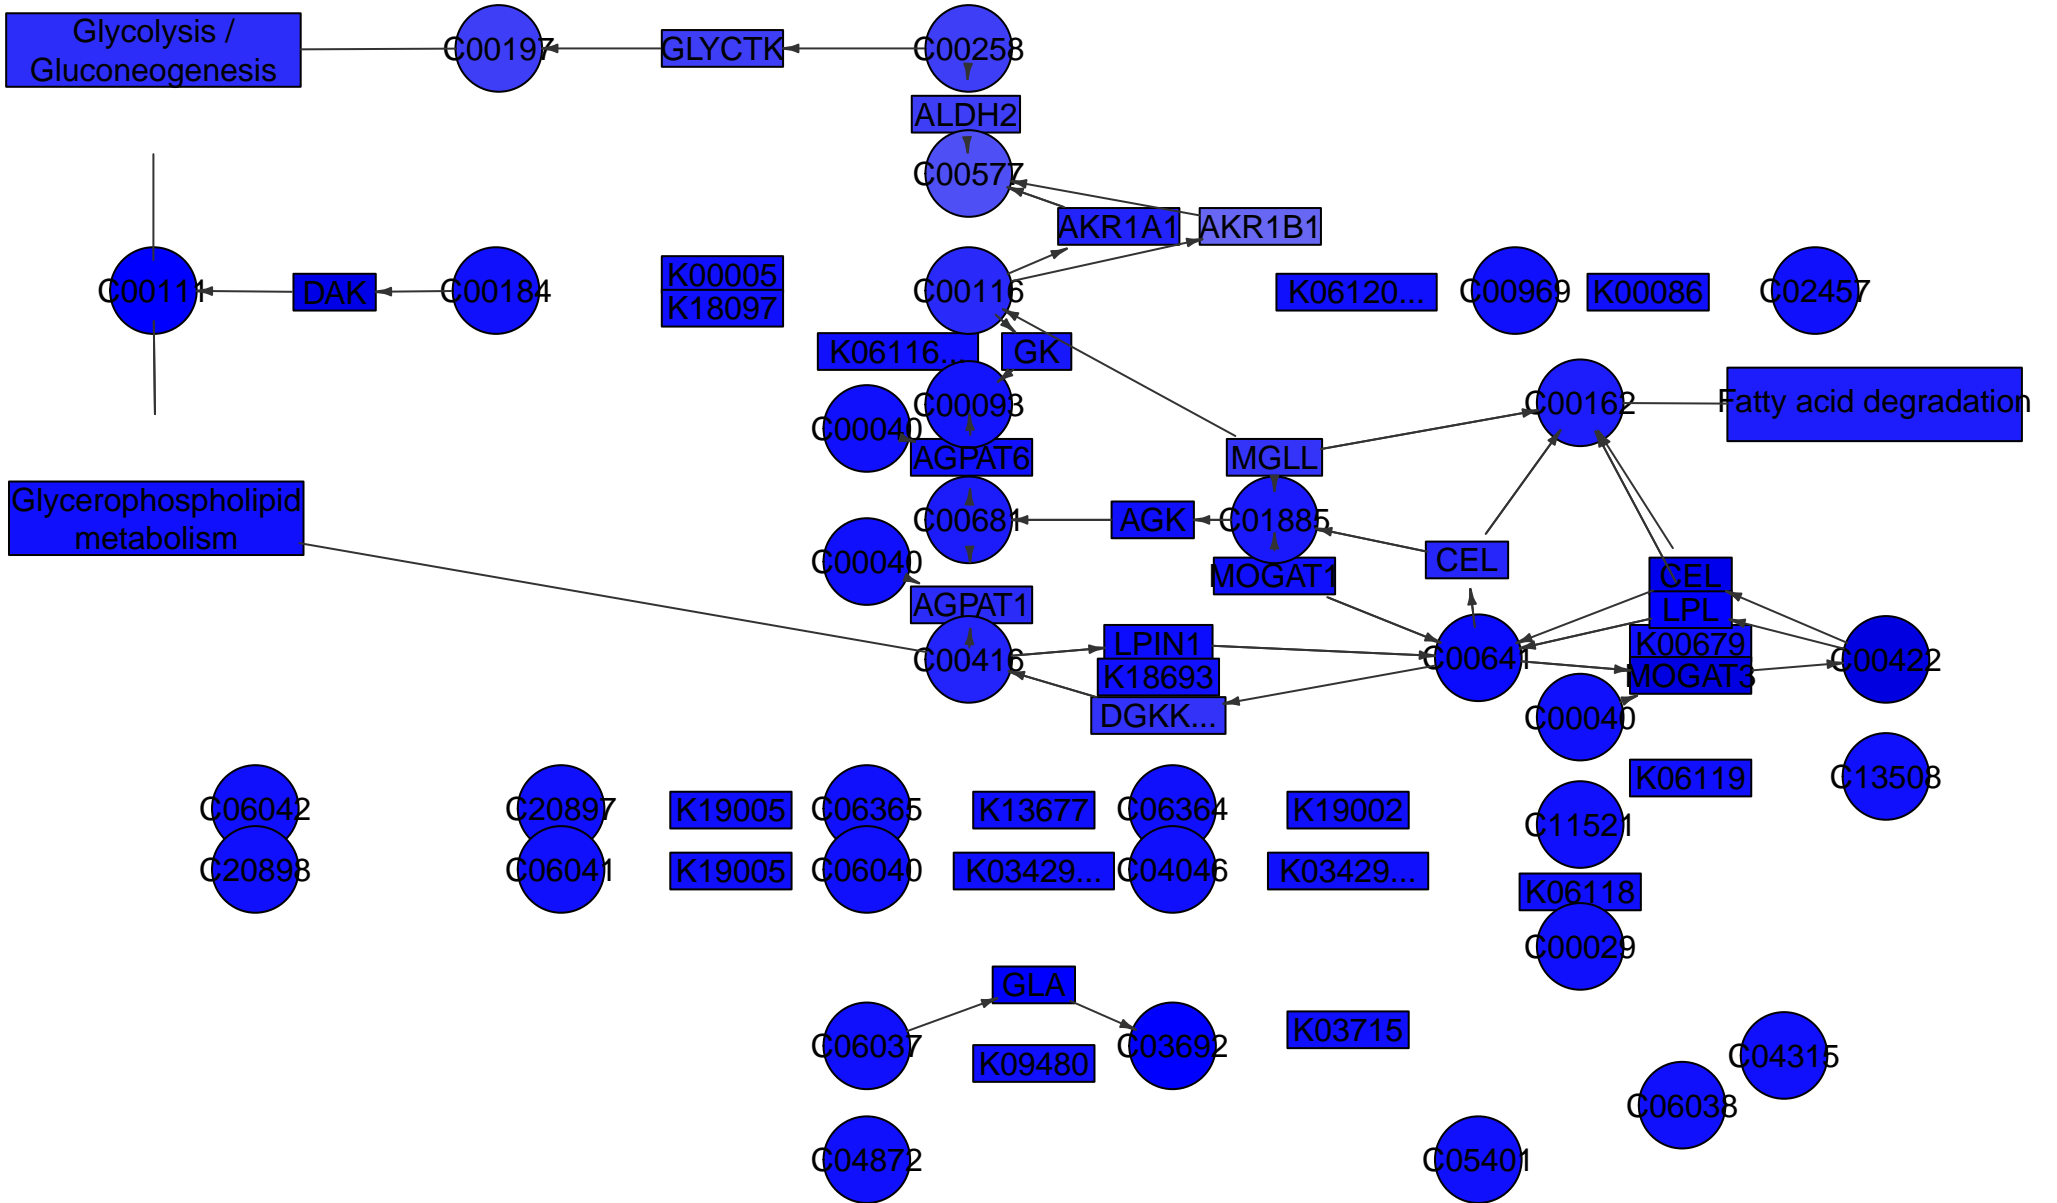 Glycolysis /
Gluconeogenesis
C00197
GLYCTK
C00258
ALDH2
C00577
AKR1A1
AKR1B1
C00111
DAK
C00184
K00005
K18097
C00116
K06120...
C00969
K00086
C02457
K06116...
GK
C00093
C00040
AGPAT6
MGLL
C00162
Fatty acid degradation
Glycerophospholipid
metabolism
C00681
AGK
C01885
C00040
MOGAT1
CEL
CEL
LPL
AGPAT1
C00416
LPIN1
K18693
DGKK...
C00641
K00679
MOGAT3
C00422
C00040
K06119
C13508
C06042
C20897
K19005
C06365
K13677
C06364
K19002
C11521
C20898
C06041
K19005
C06040
K03429...
C04046
K03429...
K06118
C00029
GLA
C06037
K09480
C03692
K03715
C04315
C06038
C04872
C05401